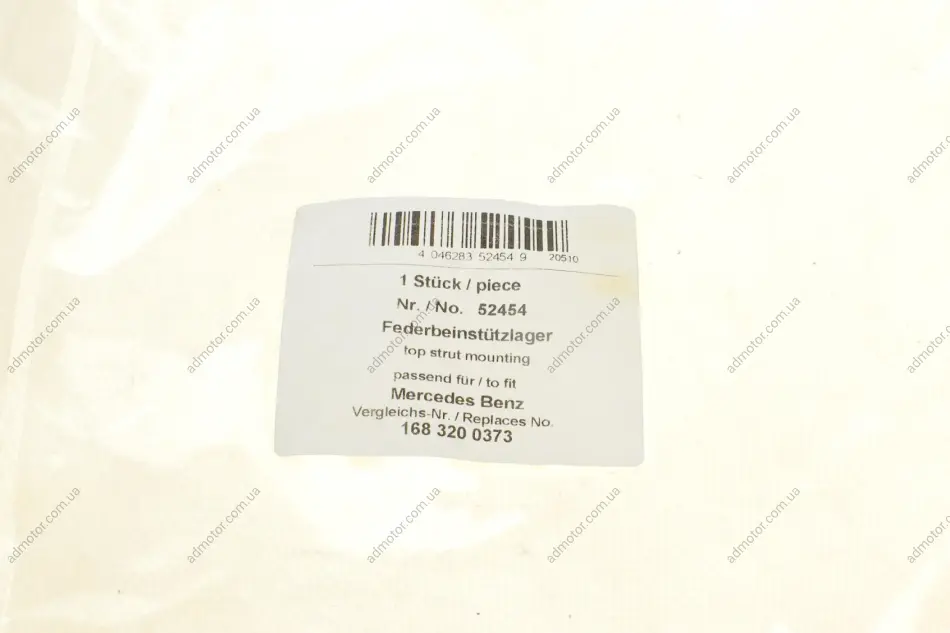 4 046283 52454 9 20510
1 Stück / piece
Nr. / No. 52454
Federbeinstützlager
top strut mounting
passend für / to fit
Mercedes Benz
Vergleichs-Nr. / Replaces No.
168 320 0373
admotor.com.ua